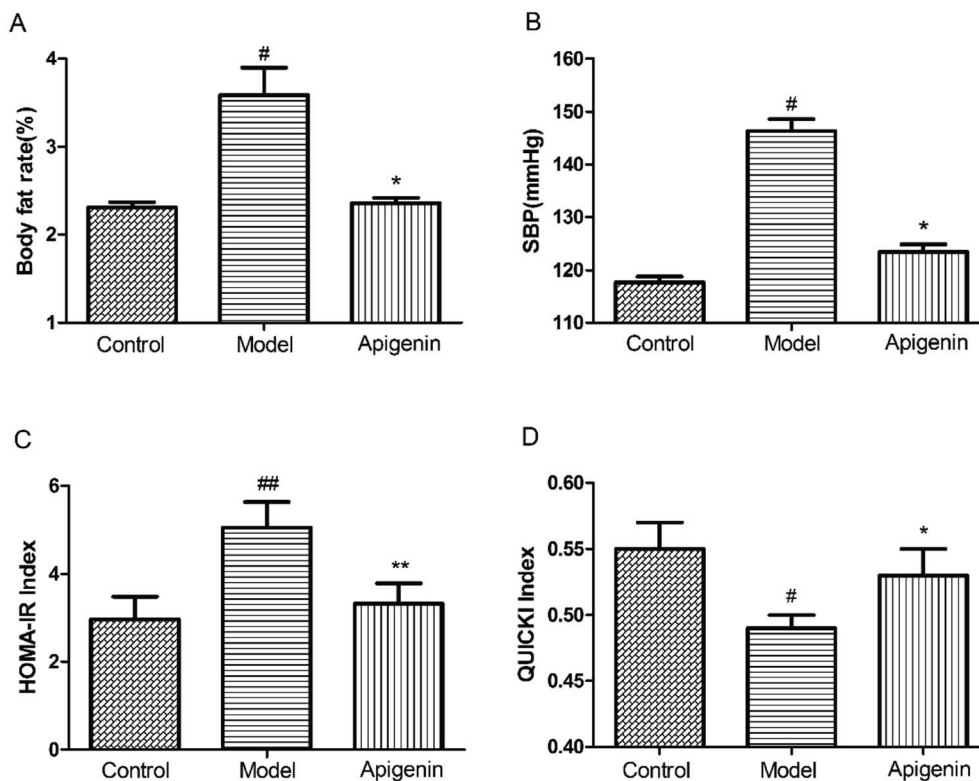 A
Body fat rate(%)
4
3
2
1
#
*
Control Model Apigenin
B
SBP(mmHg)
160
150
140
130
120
110
#
*
Control Model Apigenin
C
HOMA-IR Index
6
4
2
0
##
**
Control Model Apigenin
D
QUICKI Index
0.60
0.55
0.50
0.45
0.40
#
*
Control Model Apigenin